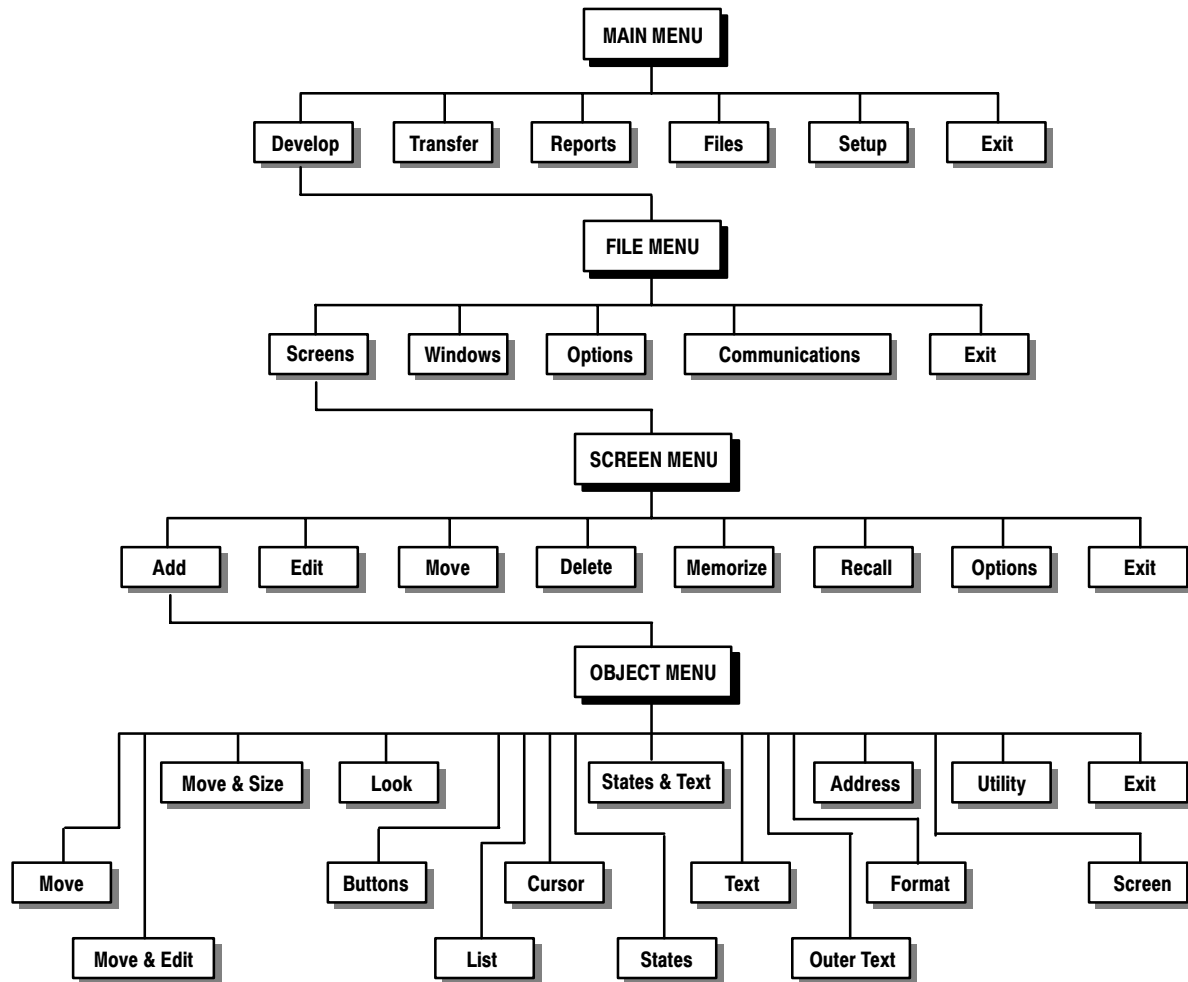 MAIN MENU
Develop
Transfer
Reports
Files
Setup
Exit
FILE MENU
Screens
Windows
Options
Communications
Exit
SCREEN MENU
Add
Edit
Move
Delete
Memorize
Recall
Options
Exit
OBJECT MENU
Move & Size
Look
States & Text
Address
Utility
Exit
Move
Buttons
Cursor
Text
Format
Screen
Move & Edit
List
States
Outer Text